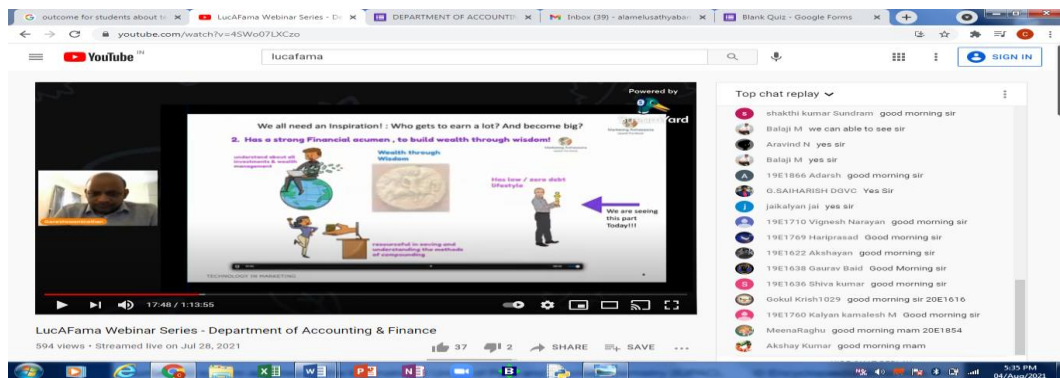 outcome for students about t
LucAFama Webinar Series - De
DEPARTMENT OF ACCOUNTI
Inbox (39) - alamelusathyaban
Blank Quiz - Google Forms
youtube.com/watch?v=4SWo07LXCzo
YouTube IN
lucafama
SIGN IN
Powered by
StreamYard
We all need an Inspiration! : Who gets to earn a lot? And become big?
2. Has a strong Financial acumen , to build wealth through wisdom!
understand about all
investments & wealth
management
Wealth through
Wisdom
Has low / zero debt
lifestyle
We are seeing
this part
Today!!!
resourceful in saving and
understanding the methods
of compounding
TECHNOLOGY IN MARKETING
17:48 / 1:13:55
LucAFama Webinar Series - Department of Accounting & Finance
594 views • Streamed live on Jul 28, 2021
37
2
SHARE
SAVE
Top chat replay
shakthi kumar Sundram good morning sir
Balaji M we can able to see sir
Aravind N yes sir
Balaji M yes sir
19E1866 Adarsh good morning sir
G.SAIHARISH DGVC Yes Sir
jaikalyan jai yes sir
19E1710 Vignesh Narayan good morning sir
19E1769 Hariprasad Good morning sir
19E1622 Akshayan good morning sir
19E1638 Gaurav Baid Good Morning sir
19E1636 Shiva kumar good morning sir
Gokul Krish1029 good morning sir 20E1616
19E1760 Kalyan kamalesh M Good morning sir
MeenaRaghu good morning mam 20E1854
Akshay Kumar good morning mam
5:35 PM
04/Aug/2021